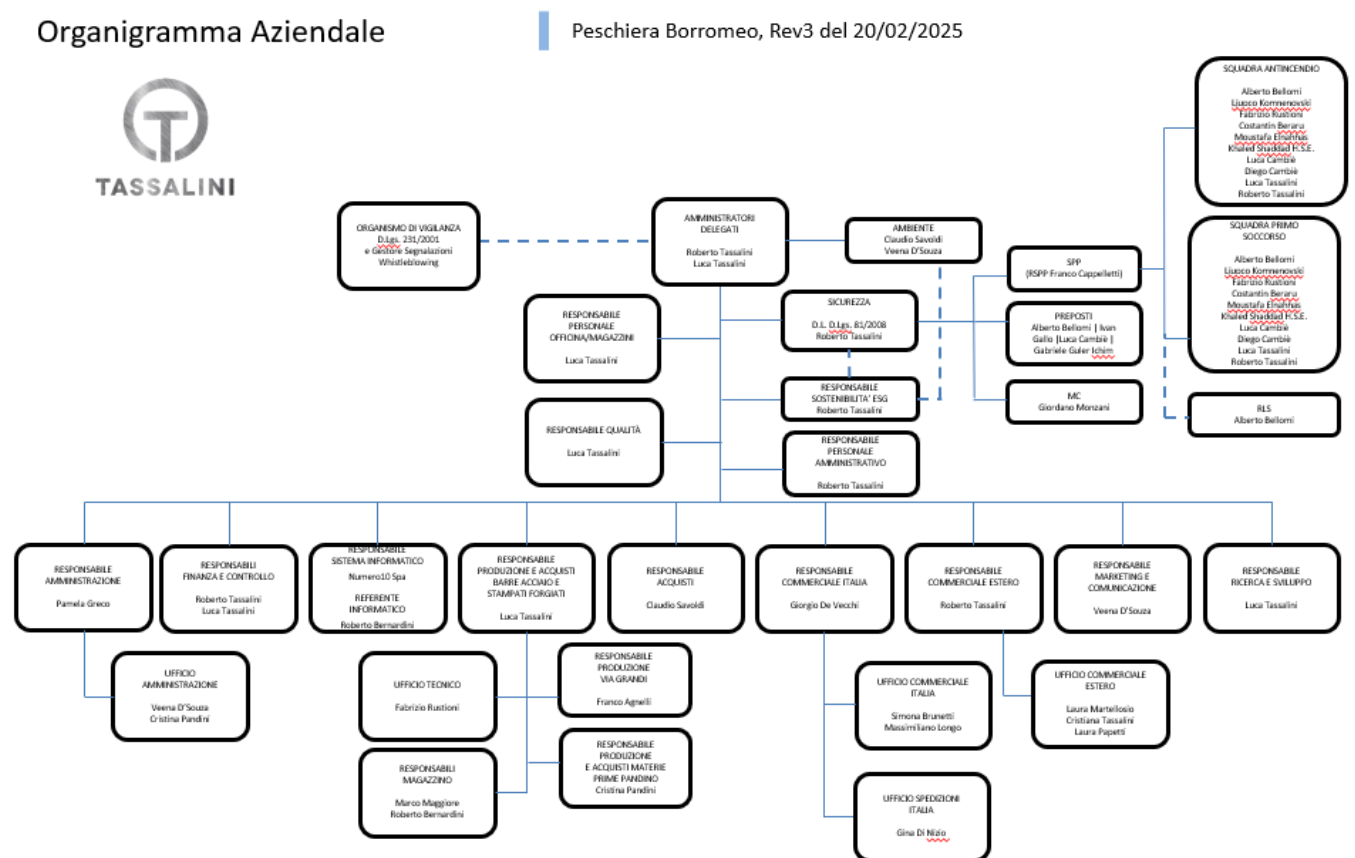 Organigramma Aziendale
Peschiera Borromeo, Rev3 del 20/02/2025
TASSALINI
SQUADRA ANTINCENDIO
Alberto Bellomi
Ljupco Komnenovski
Fabrizio Rustioni
Costantin Beraru
Moustafa Elnahhas
Khaled Shaddad H.S.E.
Luca Cambiè
Diego Cambiè
Luca Tassalini
Roberto Tassalini
ORGANISMO DI VIGILANZA
D.Lgs. 231/2001
e Gestore Segnalazioni
Whistleblowing
AMMINISTRATORI
DELEGATI
Roberto Tassalini
Luca Tassalini
AMBIENTE
Claudio Savoldi
Veena D'Souza
SPP
(RSPP Franco Cappelletti)
SQUADRA PRIMO
SOCCORSO
Alberto Bellomi
Ljupco Komnenovski
Fabrizio Rustioni
Costantin Beraru
Moustafa Elnahhas
Khaled Shaddad H.S.E.
Luca Cambiè
Diego Cambiè
Luca Tassalini
Roberto Tassalini
RESPONSABILE
PERSONALE
OFFICINA/MAGAZZINI
Luca Tassalini
SICUREZZA
D.L. D.Lgs. 81/2008
Roberto Tassalini
PREPOSTI
Alberto Bellomi | Ivan
Gallo |Luca Cambiè |
Gabriele Guler Ichim
RESPONSABILE
SOSTENIBILITA' ESG
Roberto Tassalini
MC
Giordano Monzani
RLS
Alberto Bellomi
RESPONSABILE QUALITÀ
Luca Tassalini
RESPONSABILE
PERSONALE
AMMINISTRATIVO
Roberto Tassalini
RESPONSABILE
AMMINISTRAZIONE
Pamela Greco
RESPONSABILI
FINANZA E CONTROLLO
Roberto Tassalini
Luca Tassalini
RESPONSABILE
SISTEMA INFORMATICO
Numero10 Spa
REFERENTE
INFORMATICO
Roberto Bernardini
RESPONSABILE
PRODUZIONE E ACQUISTI
BARRE ACCIAIO E
STAMPATI FORGIATI
Luca Tassalini
RESPONSABILE
ACQUISTI
Claudio Savoldi
RESPONSABILE
COMMERCIALE ITALIA
Giorgio De Vecchi
RESPONSABILE
COMMERCIALE ESTERO
Roberto Tassalini
RESPONSABILE
MARKETING E
COMUNICAZIONE
Veena D'Souza
RESPONSABILE
RICERCA E SVILUPPO
Luca Tassalini
UFFICIO
AMMINISTRAZIONE
Veena D'Souza
Cristina Pandini
UFFICIO TECNICO
Fabrizio Rustioni
RESPONSABILE
PRODUZIONE
VIA GRANDI
Franco Agnelli
UFFICIO COMMERCIALE
ITALIA
Simona Brunetti
Massimiliano Longo
UFFICIO COMMERCIALE
ESTERO
Laura Martellosio
Cristiana Tassalini
Laura Papetti
RESPONSABILI
MAGAZZINO
Marco Maggiore
Roberto Bernardini
RESPONSABILE
PRODUZIONE
E ACQUISTI MATERIE
PRIME PANDINO
Cristina Pandini
UFFICIO SPEDIZIONI
ITALIA
Gina Di Nizio